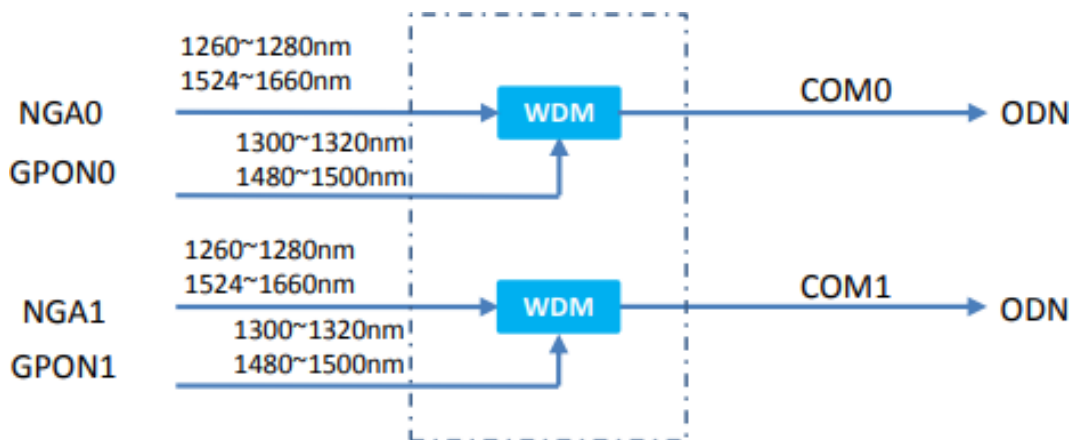 1260~1280nm
1524~1660nm
NGA0
WDM
COM0
ODN
1300~1320nm
GPON0
1480~1500nm
1260~1280nm
1524~1660nm
NGA1
WDM
COM1
ODN
1300~1320nm
GPON1
1480~1500nm